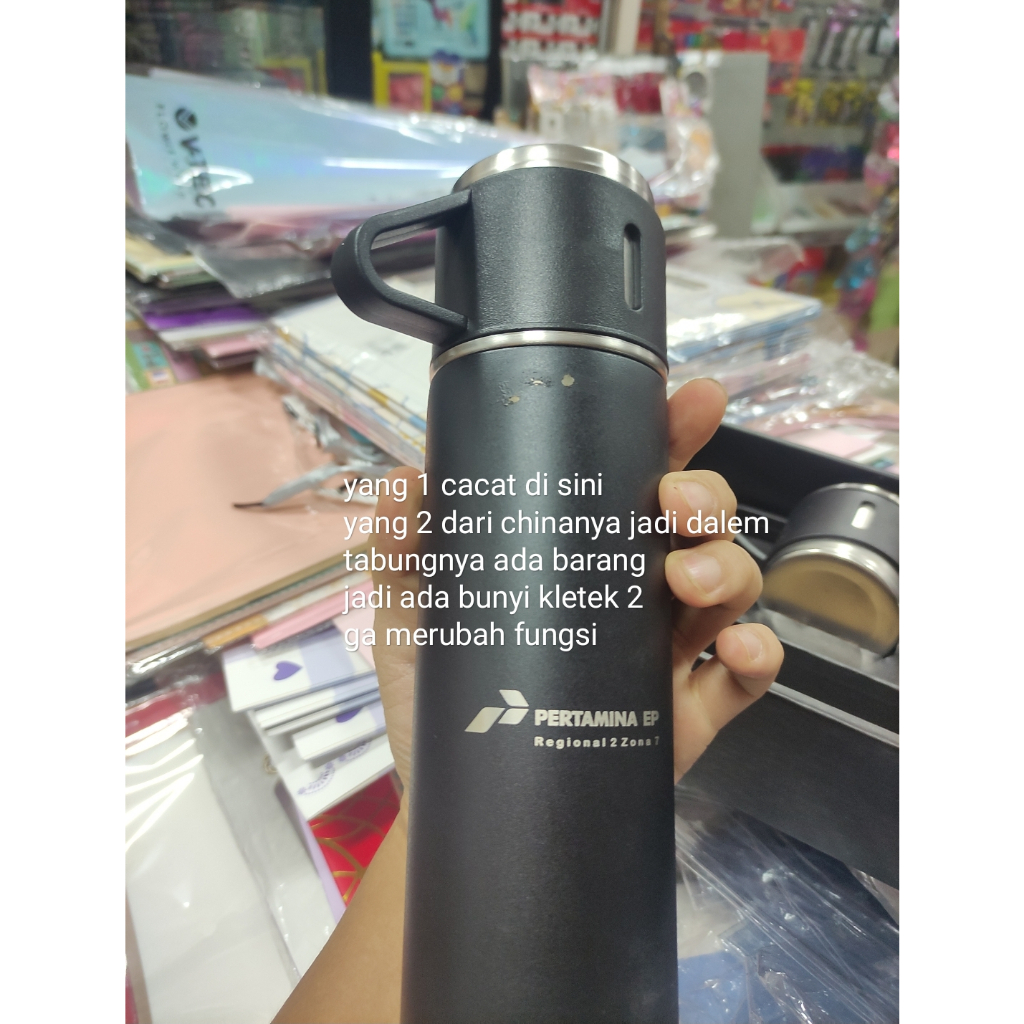 yang 1 cacat di sini
yang 2 dari chinanya jadi dalem
tabungnya ada barang
jadi ada bunyi kletek 2
ga merubah fungsi
PERTAMINA EP
Regional 2 Zona 7